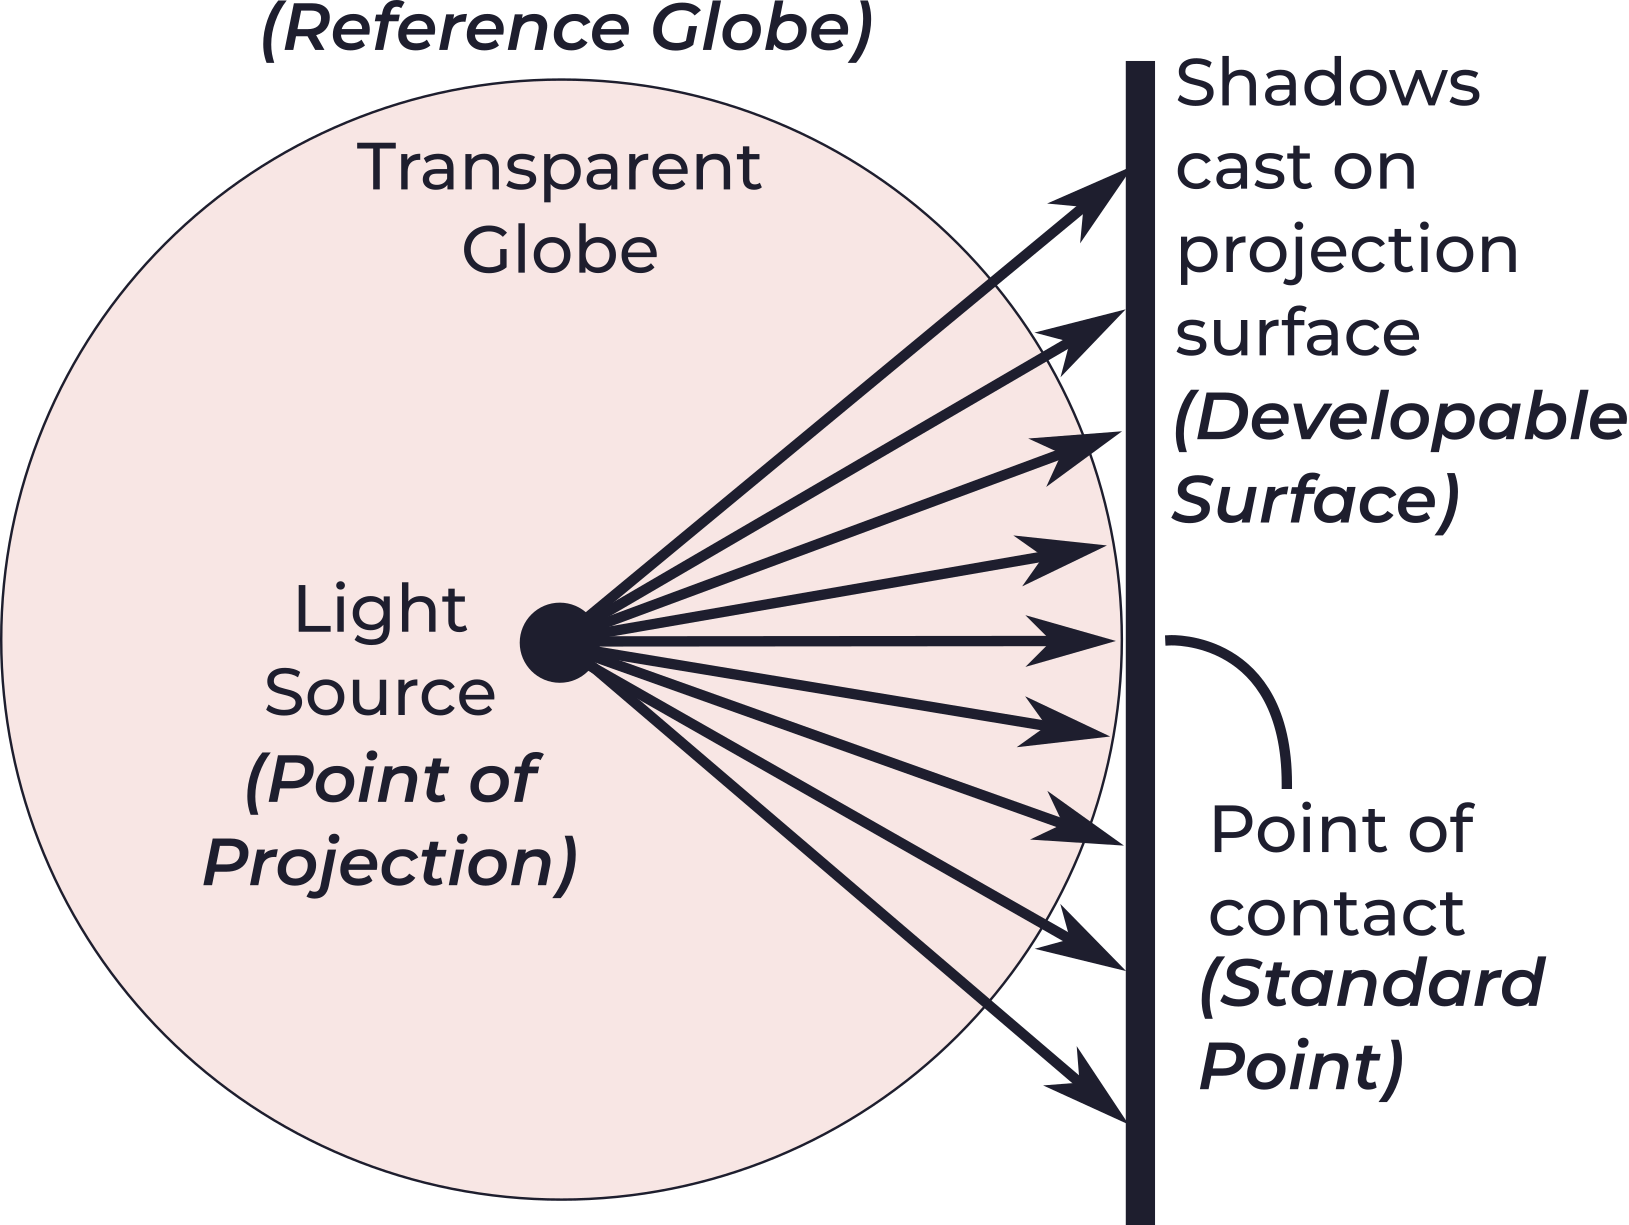 (Reference Globe)
Transparent
Globe
Shadows
cast on
projection
surface
(Developable
Surface)
Light
Source
(Point of
Projection)
Point of
contact
(Standard
Point)